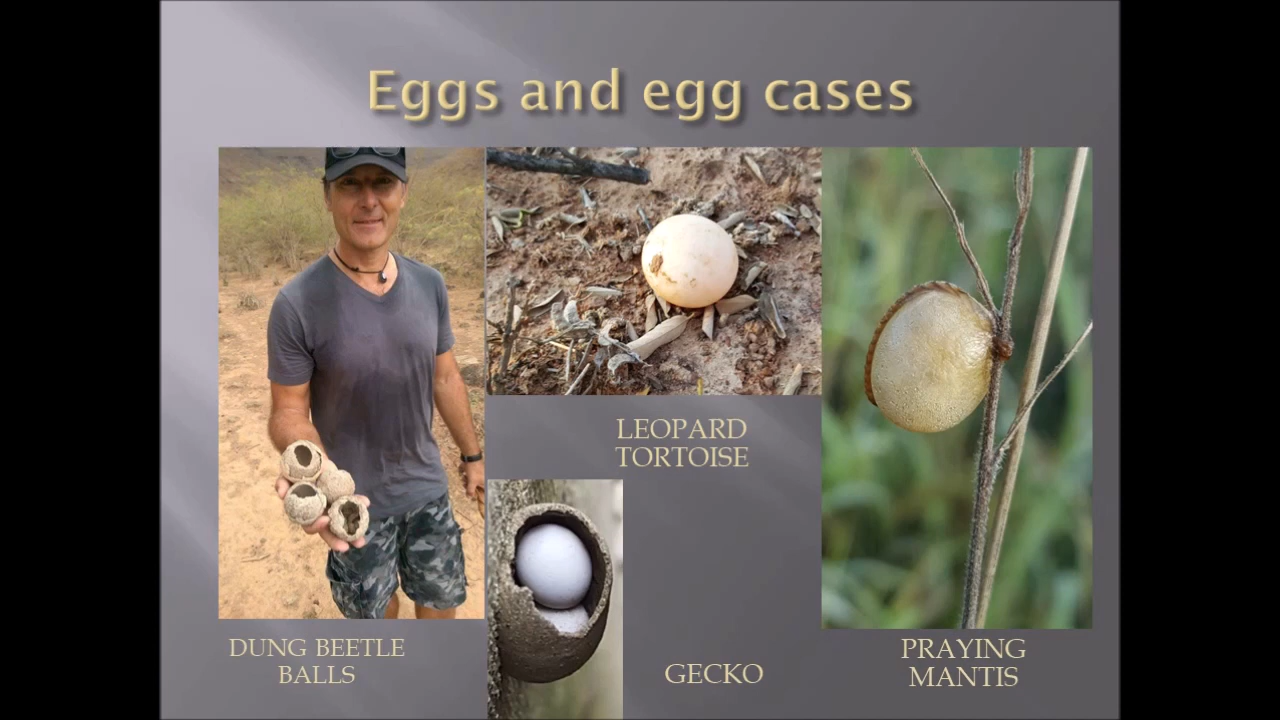 Eggs and egg cases
LEOPARD
TORTOISE
DUNG BEETLE
BALLS
GECKO
PRAYING
MANTIS